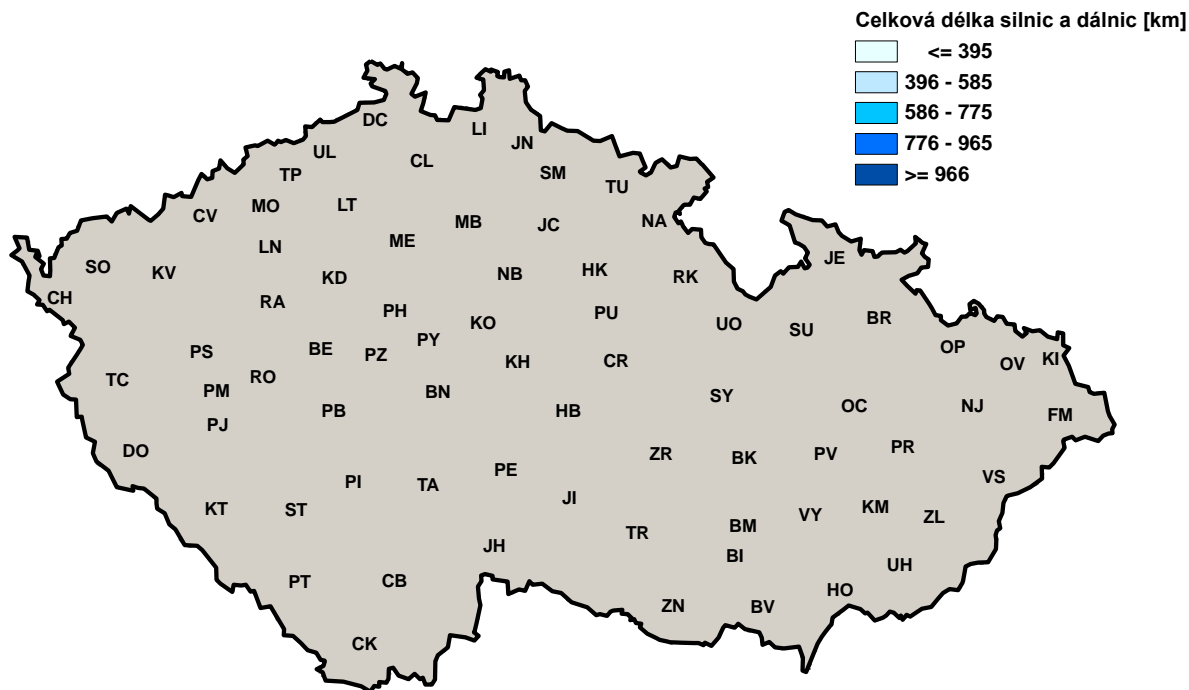 Celková délka silnic a dálnic [km]
<= 395
396 - 585
586 - 775
776 - 965
>= 966
DC
LI
JN
UL
CL
TP
SM
TU
CV
MO
LT
MB
JC
NA
LN
ME
SO
KV
KD
NB
HK
RK
JE
CH
RA
PH
KO
PU
UO
SU
BR
PS
BE
PZ
PY
KH
CR
OP
OV
KI
TC
PM
RO
BN
SY
PJ
PB
HB
OC
NJ
FM
DO
ZR
BK
PV
PR
PI
TA
PE
VS
KT
ST
JI
TR
BM
VY
KM
ZL
JH
BI
UH
PT
CB
HO
ZN
BV
CK